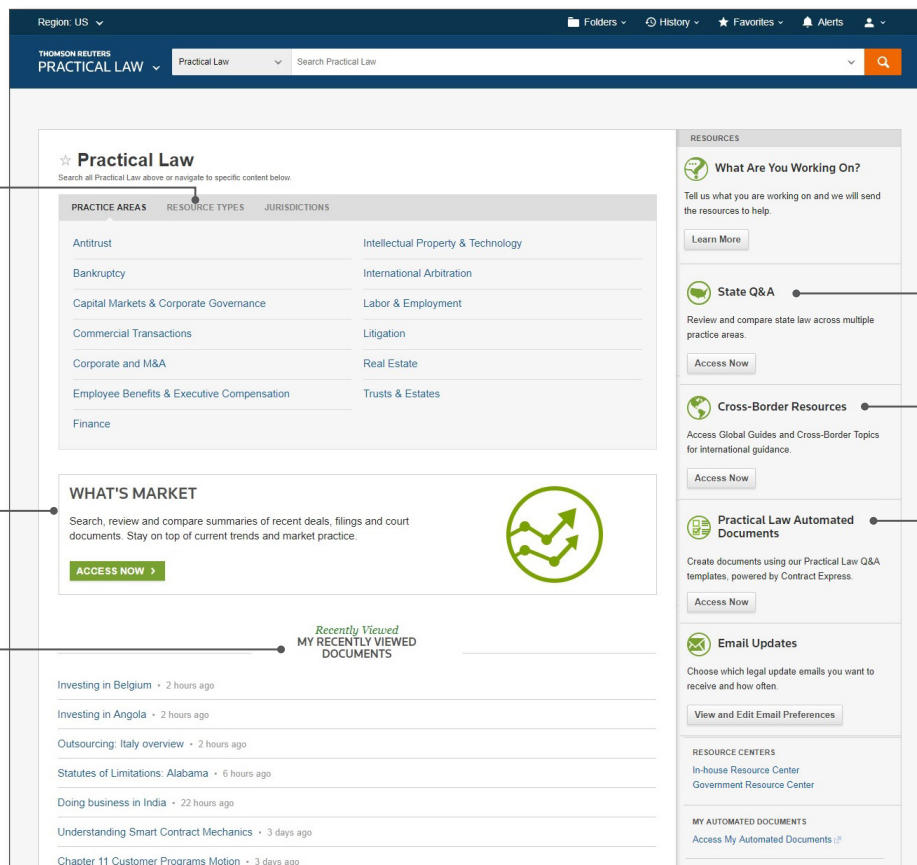 Region: US
Folders
History
Favorites
Alerts
THOMSON REUTERS
PRACTICAL LAW
Practical Law
Search Practical Law
Practical Law
Search all Practical Law above or navigate to specific content below.
PRACTICE AREAS RESOURCE TYPES JURISDICTIONS
Antitrust
Bankruptcy
Capital Markets & Corporate Governance
Commercial Transactions
Corporate and M&A
Employee Benefits & Executive Compensation
Finance
Intellectual Property & Technology
International Arbitration
Labor & Employment
Litigation
Real Estate
Trusts & Estates
WHAT'S MARKET
Search, review and compare summaries of recent deals, filings and court
documents. Stay on top of current trends and market practice.
ACCESS NOW >
Recently Viewed
MY RECENTLY VIEWED
DOCUMENTS
Investing in Belgium • 2 hours ago
Investing in Angola • 2 hours ago
Outsourcing: Italy overview • 2 hours ago
Statutes of Limitations: Alabama • 6 hours ago
Doing business in India • 22 hours ago
Understanding Smart Contract Mechanics • 3 days ago
Chapter 11 Customer Programs Motion • 3 days ago
RESOURCES
What Are You Working On?
Tell us what you are working on and we will send
the resources to help.
Learn More
State Q&A
Review and compare state law across multiple
practice areas.
Access Now
Cross-Border Resources
Access Global Guides and Cross-Border Topics
for international guidance.
Access Now
Practical Law Automated
Documents
Create documents using our Practical Law Q&A
templates, powered by Contract Express.
Access Now
Email Updates
Choose which legal update emails you want to
receive and how often.
View and Edit Email Preferences
RESOURCE CENTERS
In-house Resource Center
Government Resource Center
MY AUTOMATED DOCUMENTS
Access My Automated Documents